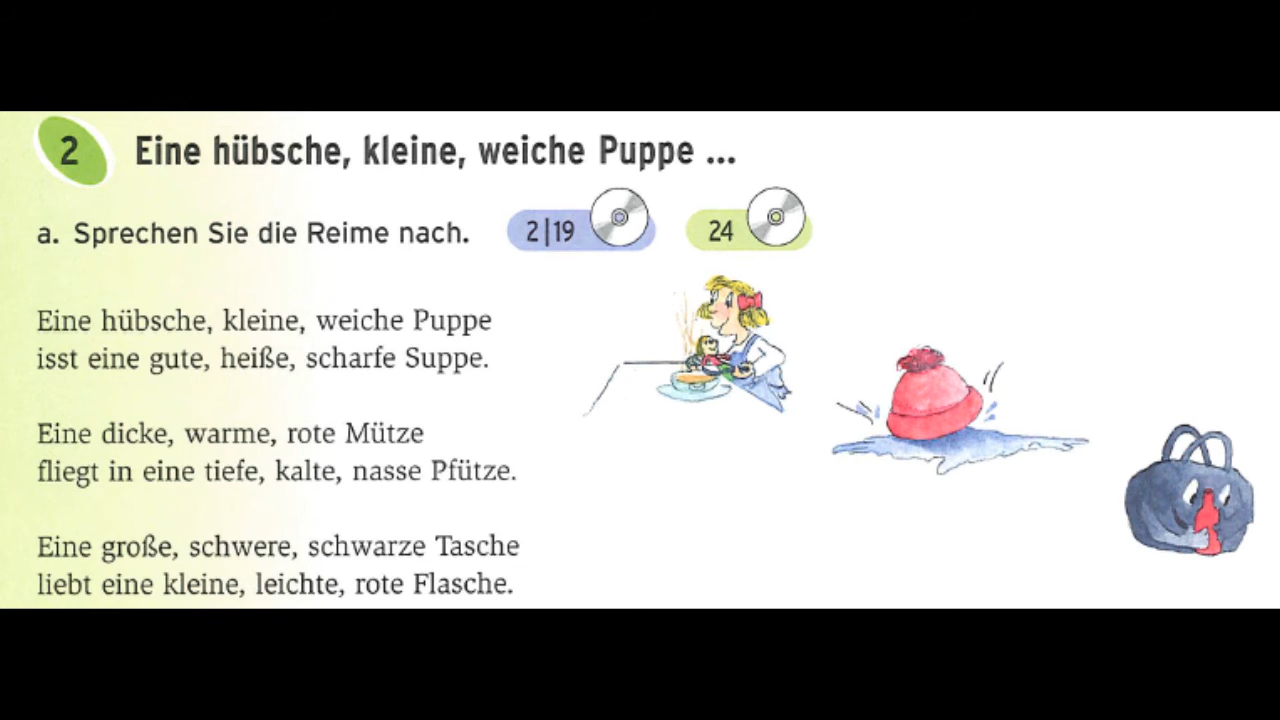 2 Eine hübsche, kleine, weiche Puppe ...
a. Sprechen Sie die Reime nach. 2|19 24
Eine hübsche, kleine, weiche Puppe
isst eine gute, heiße, scharfe Suppe.
Eine dicke, warme, rote Mütze
fliegt in eine tiefe, kalte, nasse Pfütze.
Eine große, schwere, schwarze Tasche
liebt eine kleine, leichte, rote Flasche.